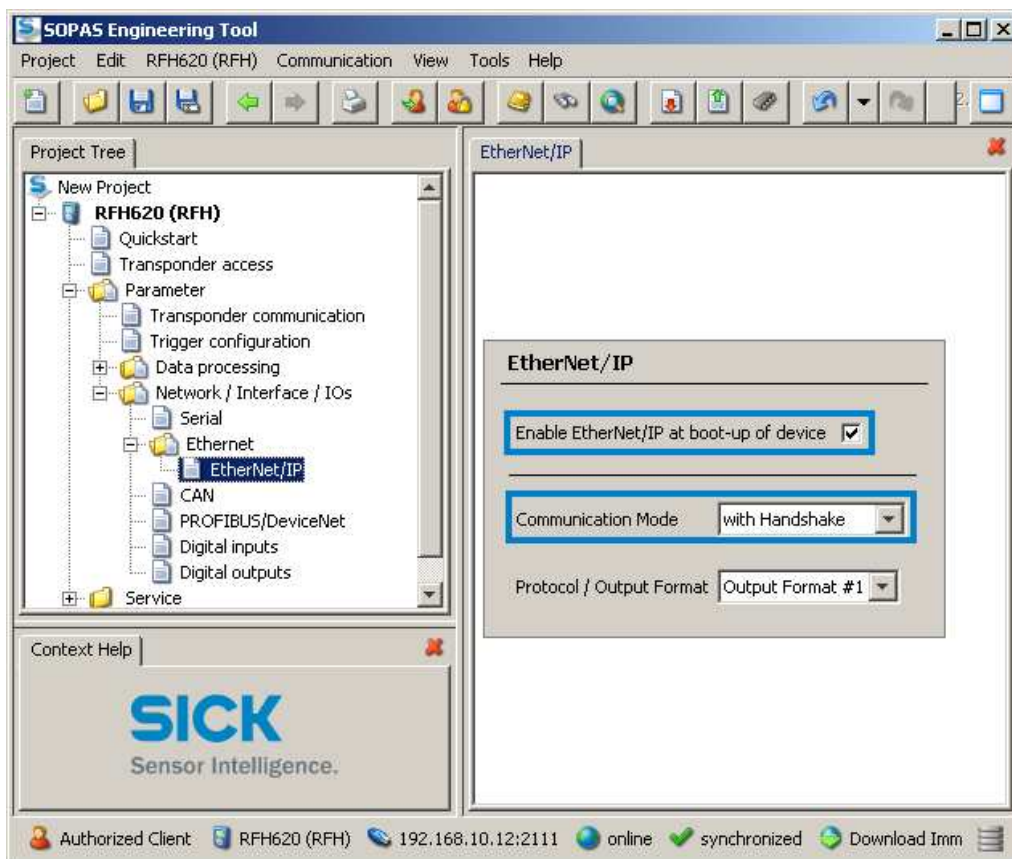 SOPAS Engineering Tool
Project Edit RFH620 (RFH) Communication View Tools Help
2.
Project Tree
New Project
RFH620 (RFH)
Quickstart
Transponder access
Parameter
Transponder communication
Trigger configuration
Data processing
Network / Interface / IOs
Serial
Ethernet
EtherNet/IP
CAN
PROFIBUS/DeviceNet
Digital inputs
Digital outputs
Service
Context Help
SICK
Sensor Intelligence.
EtherNet/IP
EtherNet/IP
Enable EtherNet/IP at boot-up of device
Communication Mode with Handshake
Protocol / Output Format Output Format #1
Authorized Client RFH620 (RFH) 192.168.10.12:2111 online synchronized Download Imm